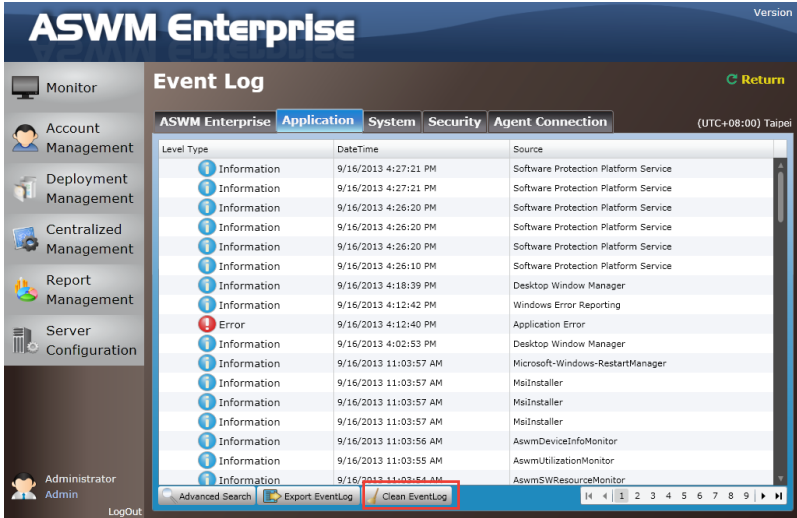 Version
ASWM Enterprise
Monitor
Account
Management
Deployment
Management
Centralized
Management
Report
Management
Server
Configuration
Administrator
Admin
LogOut
Event Log
Return
ASWM Enterprise Application System Security Agent Connection
(UTC+08:00) Taipei
Level Type DateTime Source
Information 9/16/2013 4:27:21 PM Software Protection Platform Service
Information 9/16/2013 4:27:21 PM Software Protection Platform Service
Information 9/16/2013 4:26:20 PM Software Protection Platform Service
Information 9/16/2013 4:26:20 PM Software Protection Platform Service
Information 9/16/2013 4:26:20 PM Software Protection Platform Service
Information 9/16/2013 4:26:10 PM Software Protection Platform Service
Information 9/16/2013 4:18:39 PM Desktop Window Manager
Information 9/16/2013 4:12:42 PM Windows Error Reporting
Error 9/16/2013 4:12:40 PM Application Error
Information 9/16/2013 4:02:53 PM Desktop Window Manager
Information 9/16/2013 11:03:57 AM Microsoft-Windows-RestartManager
Information 9/16/2013 11:03:57 AM MsiInstaller
Information 9/16/2013 11:03:57 AM MsiInstaller
Information 9/16/2013 11:03:57 AM MsiInstaller
Information 9/16/2013 11:03:56 AM AswmDeviceInfoMonitor
Information 9/16/2013 11:03:55 AM AswmUtilizationMonitor
Information 9/16/2013 11:03:54 AM AswmSWResourceMonitor
Advanced Search Export EventLog Clean EventLog 1 2 3 4 5 6 7 8 9